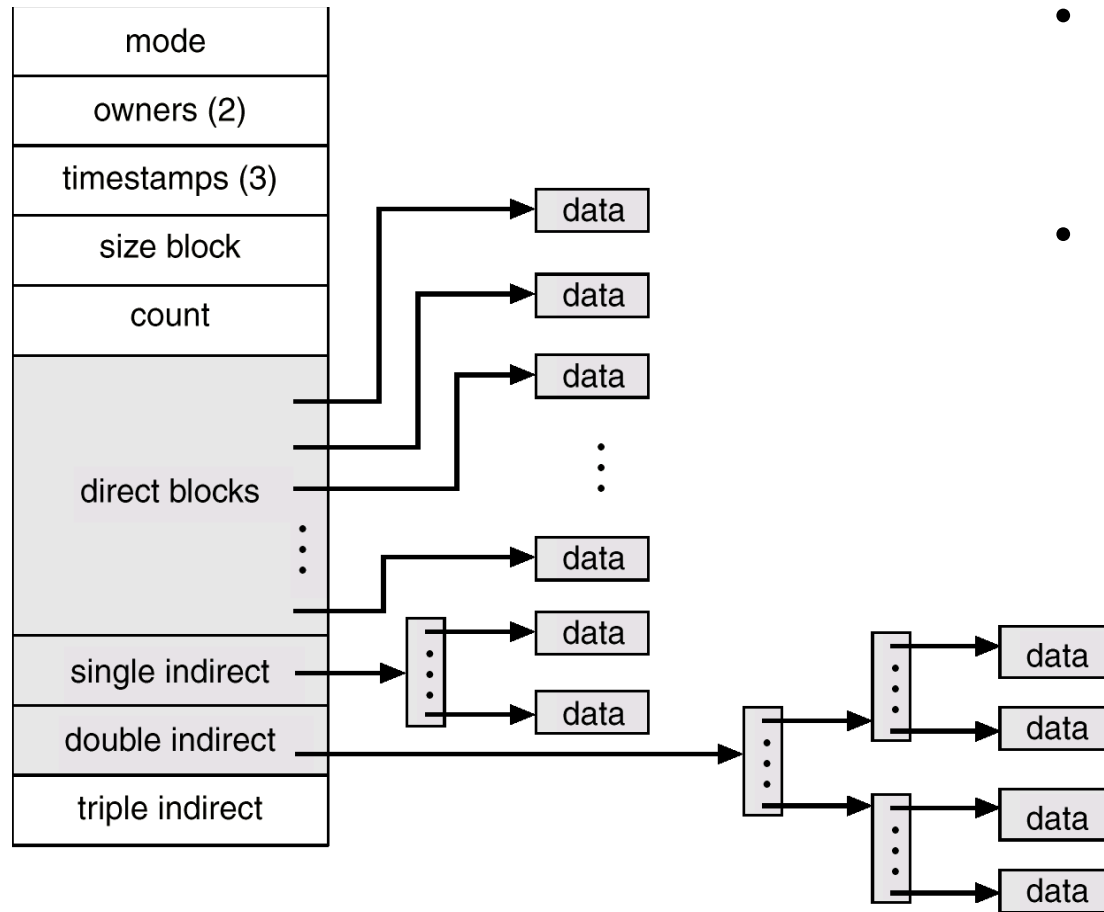 mode
owners (2)
timestamps (3)
size block
count
direct blocks
single indirect
double indirect
triple indirect
data
data
data
data
data
data
data
data
data
data